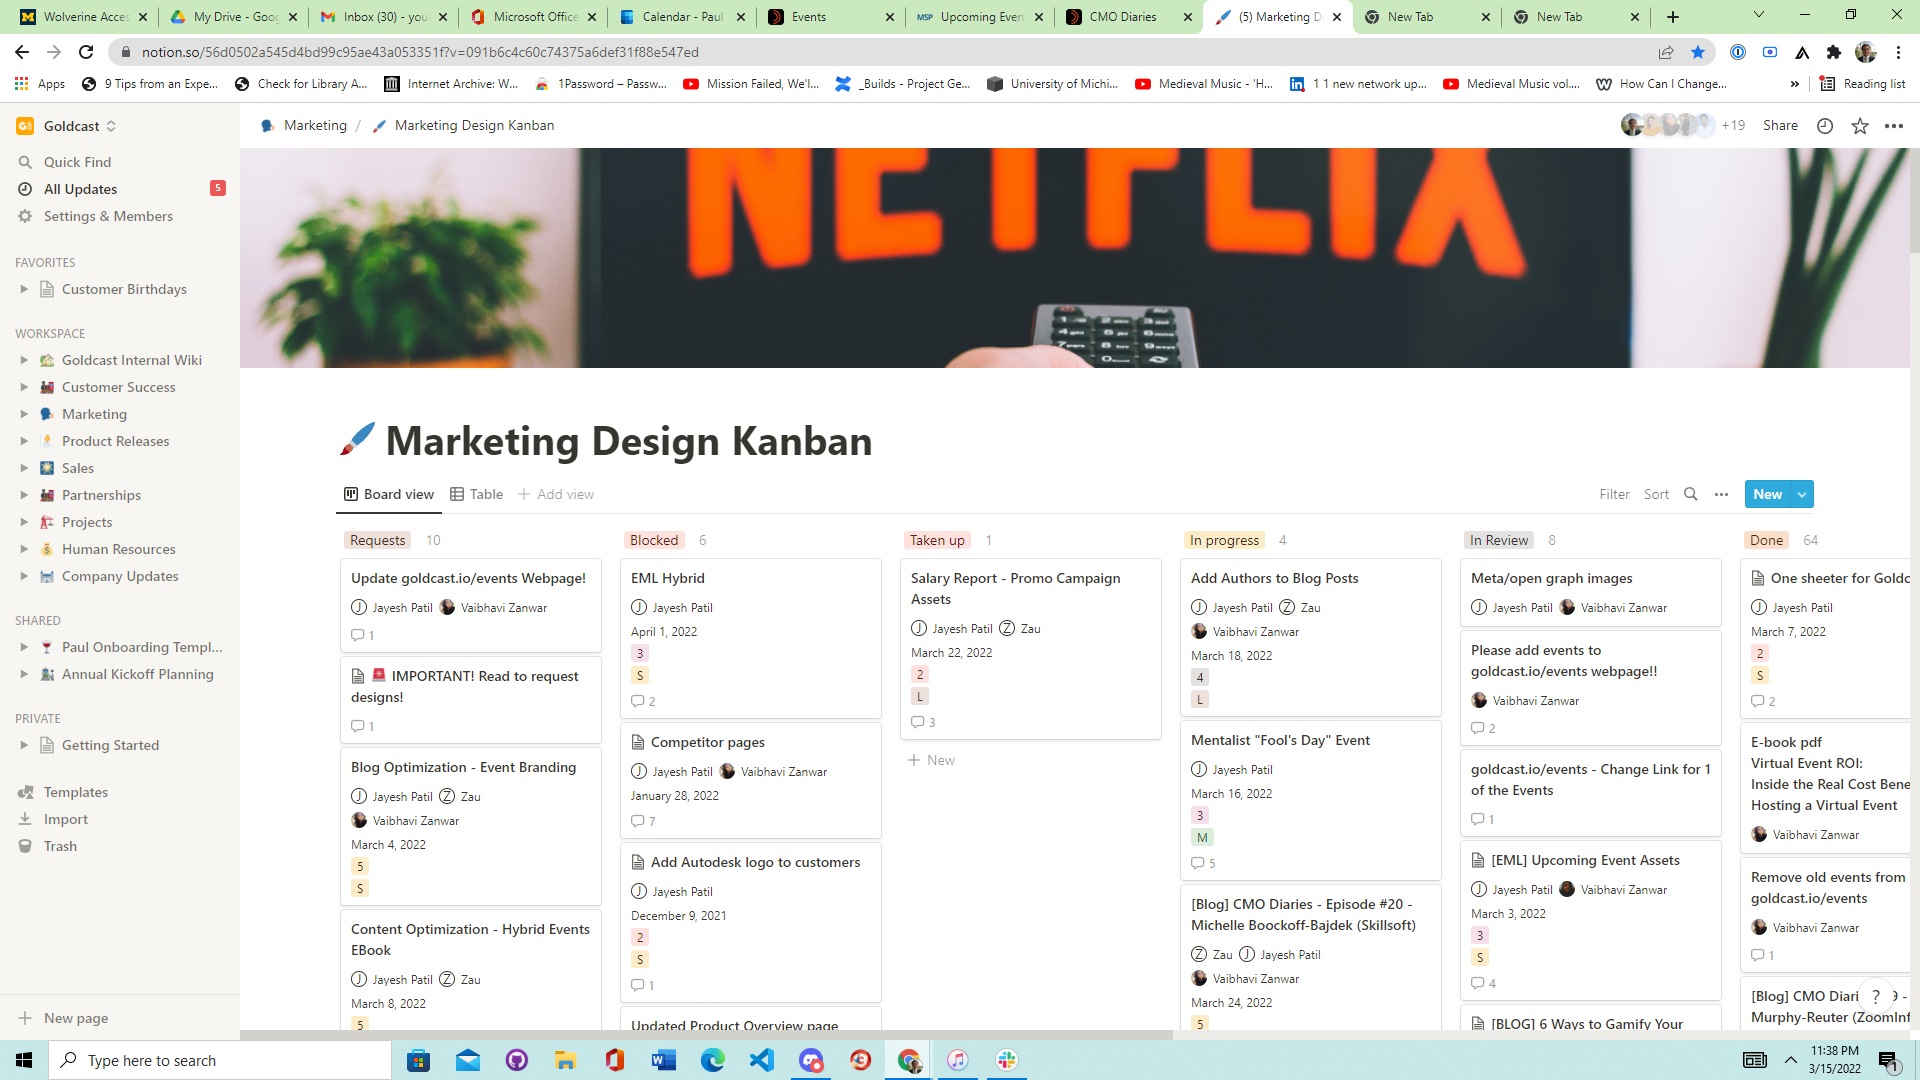 Wolverine Acces
My Drive - Goog
Inbox (30) - you
Microsoft Office
Calendar - Paul
Events
MSP Upcoming Even
CMO Diaries
(5) Marketing D
New Tab
New Tab
notion.so/56d0502a545d4bd99c95ae43a053351f?v=091b6c4c60c74375a6def31f88e547ed
Apps
9 Tips from an Expe...
Check for Library A...
Internet Archive: W...
1Password – Passw...
Mission Failed, We'l...
_Builds - Project Ge...
University of Michi...
Medieval Music - 'H...
1 1 new network up...
Medieval Music vol....
How Can I Change...
Reading list
Goldcast
Quick Find
All Updates 5
Settings & Members
FAVORITES
Customer Birthdays
WORKSPACE
Goldcast Internal Wiki
Customer Success
Marketing
Product Releases
Sales
Partnerships
Projects
Human Resources
Company Updates
SHARED
Paul Onboarding Templ...
Annual Kickoff Planning
PRIVATE
Getting Started
Templates
Import
Trash
New page
Marketing / Marketing Design Kanban
+19 Share
NETFLIX
Marketing Design Kanban
Board view Table Add view
Filter Sort New
Requests 10
Update goldcast.io/events Webpage!
J Jayesh Patil Vaibhavi Zanwar
1
IMPORTANT! Read to request
designs!
1
Blog Optimization - Event Branding
J Jayesh Patil Z Zau
Vaibhavi Zanwar
March 4, 2022
5
S
Content Optimization - Hybrid Events
EBook
J Jayesh Patil Z Zau
March 8, 2022
5
Blocked 6
EML Hybrid
J Jayesh Patil
April 1, 2022
3
S
2
Competitor pages
J Jayesh Patil Vaibhavi Zanwar
January 28, 2022
7
Add Autodesk logo to customers
J Jayesh Patil
December 9, 2021
2
S
1
Updated Product Overview page
Taken up 1
Salary Report - Promo Campaign
Assets
J Jayesh Patil Z Zau
March 22, 2022
2
L
3
New
In progress 4
Add Authors to Blog Posts
J Jayesh Patil Z Zau
Vaibhavi Zanwar
March 18, 2022
4
L
Mentalist "Fool's Day" Event
J Jayesh Patil
March 16, 2022
3
M
5
[Blog] CMO Diaries - Episode #20 -
Michelle Boockoff-Bajdek (Skillsoft)
Z Zau J Jayesh Patil
Vaibhavi Zanwar
March 24, 2022
5
In Review 8
Meta/open graph images
J Jayesh Patil Vaibhavi Zanwar
Please add events to
goldcast.io/events webpage!!
Vaibhavi Zanwar
2
goldcast.io/events - Change Link for 1
of the Events
1
[EML] Upcoming Event Assets
J Jayesh Patil Vaibhavi Zanwar
March 3, 2022
3
S
4
[BLOG] 6 Ways to Gamify Your
Done 64
One sheeter for Goldc
J Jayesh Patil
March 7, 2022
2
S
2
E-book pdf
Virtual Event ROI:
Inside the Real Cost Bene
Hosting a Virtual Event
Vaibhavi Zanwar
Remove old events from
goldcast.io/events
Vaibhavi Zanwar
1
[Blog] CMO Diari 9 -
Murphy-Reuter (ZoomInf
?
Type here to search
11:38 PM
3/15/2022
1